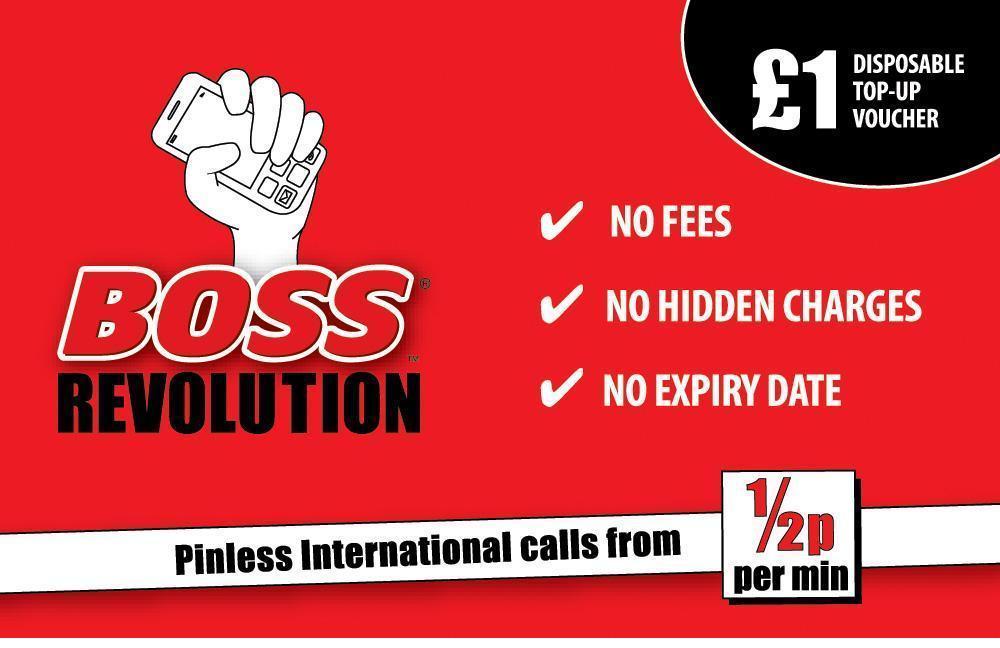 £1 DISPOSABLE
TOP-UP
VOUCHER
✔ NO FEES
✔ NO HIDDEN CHARGES
✔ NO EXPIRY DATE
BOSS®
™
REVOLUTION
Pinless International calls from
1/2p
per min